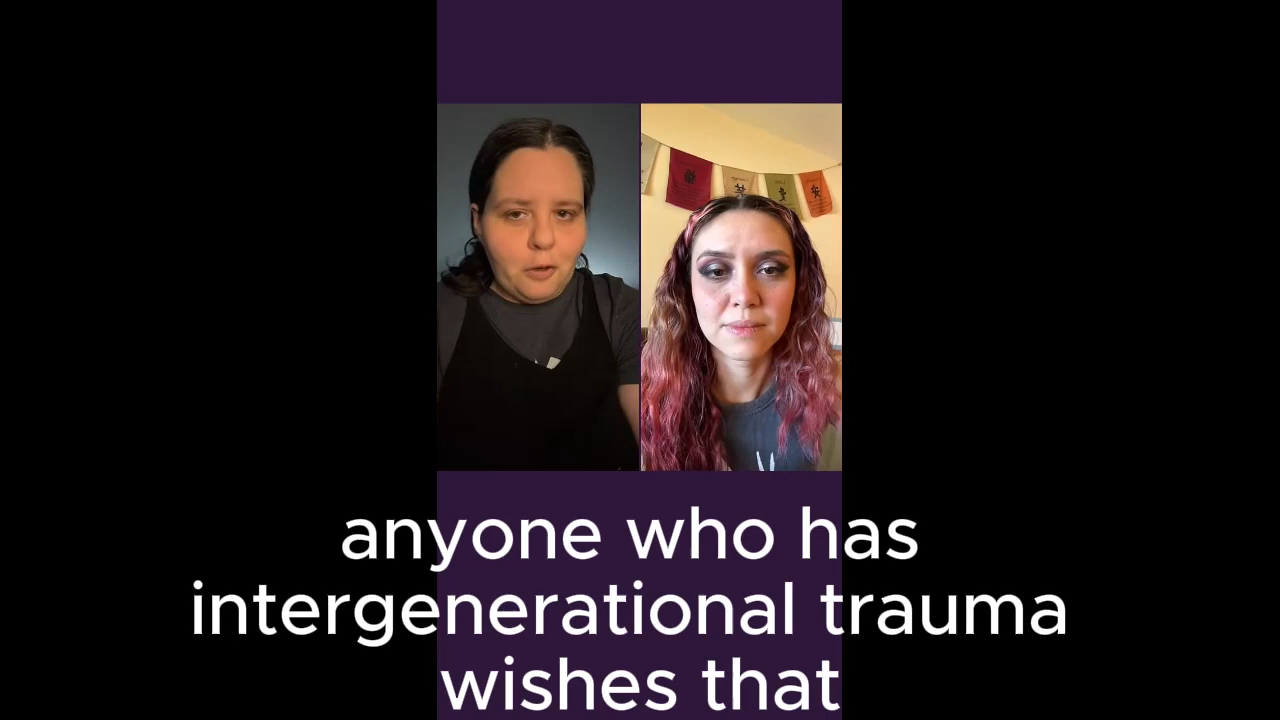 anyone who has
intergenerational trauma
wishes that